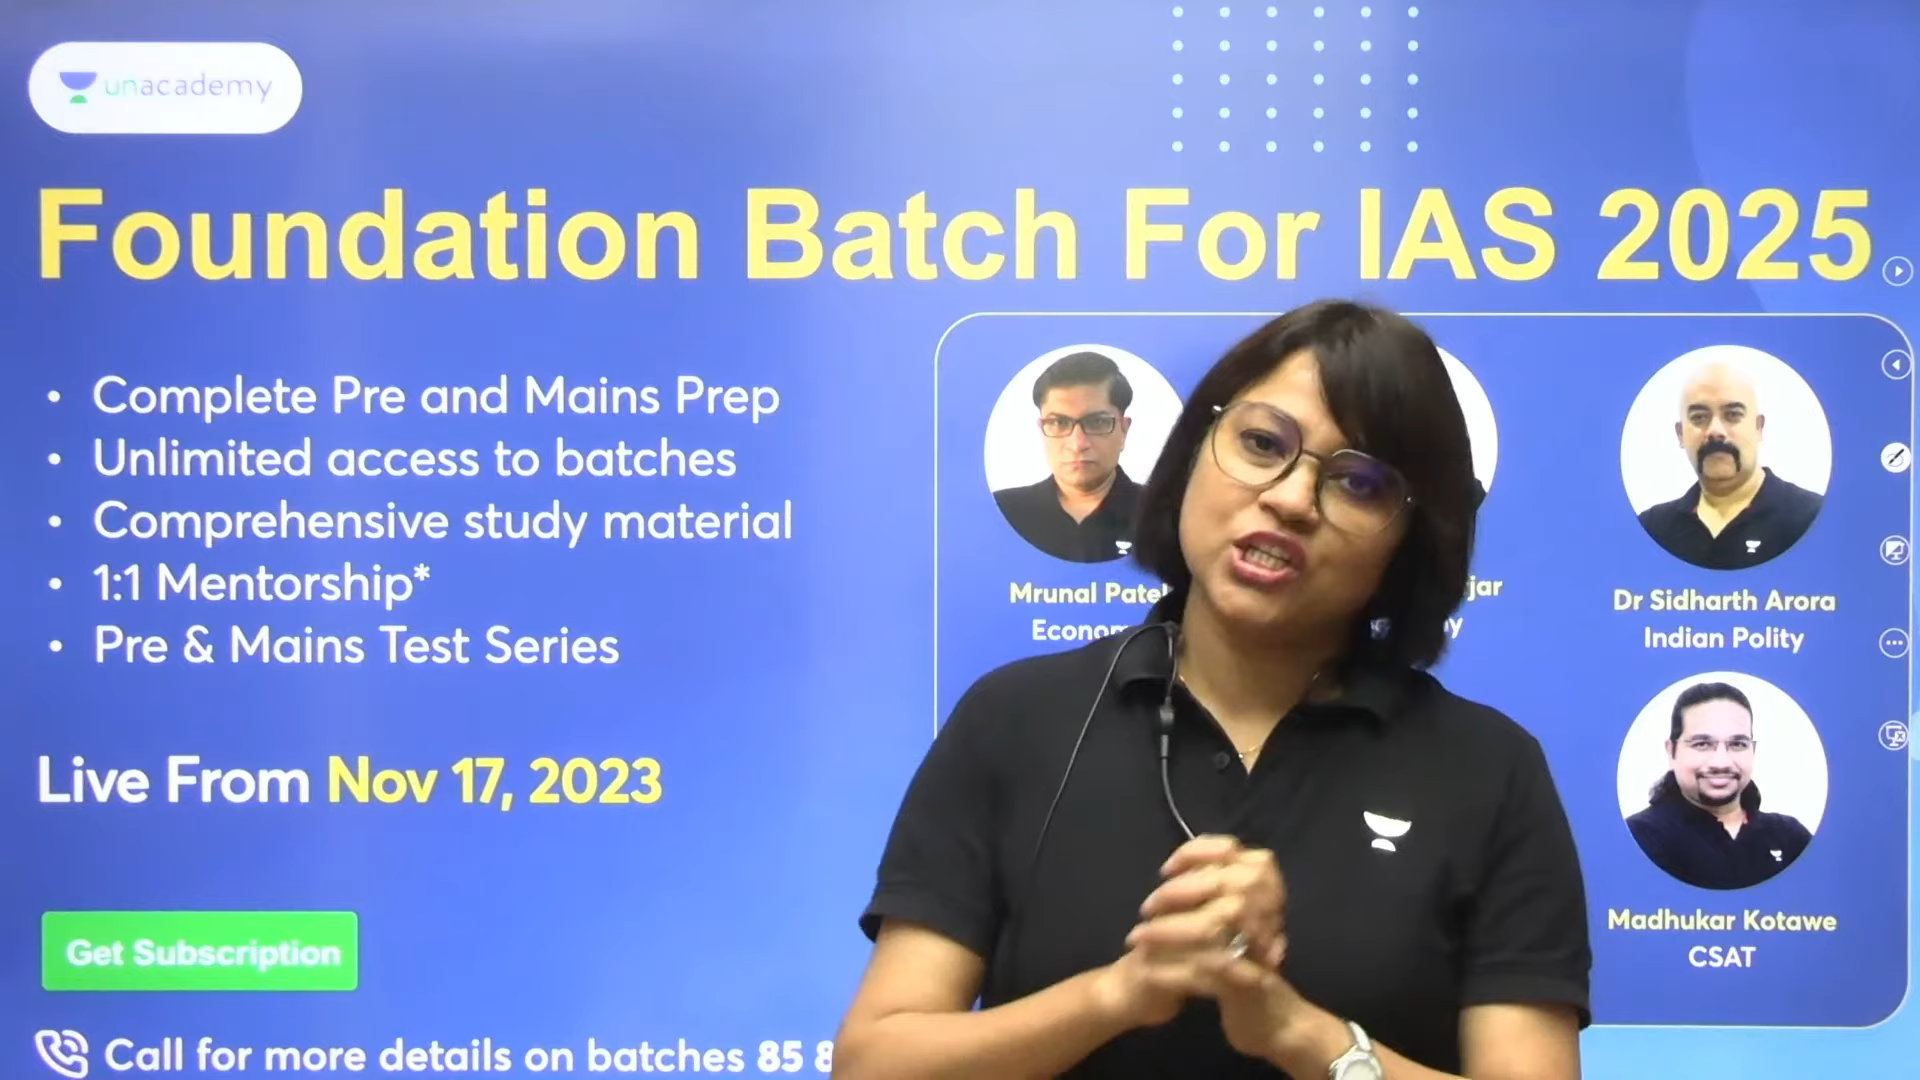 unacademy
Foundation Batch For IAS 2025
• Complete Pre and Mains Prep
• Unlimited access to batches
• Comprehensive study material
• 1:1 Mentorship*
• Pre & Mains Test Series
Live From Nov 17, 2023
Get Subscription
Call for more details on batches 85
Mrunal Patel
Dr Sidharth Arora
Indian Polity
Madhukar Kotawe
CSAT